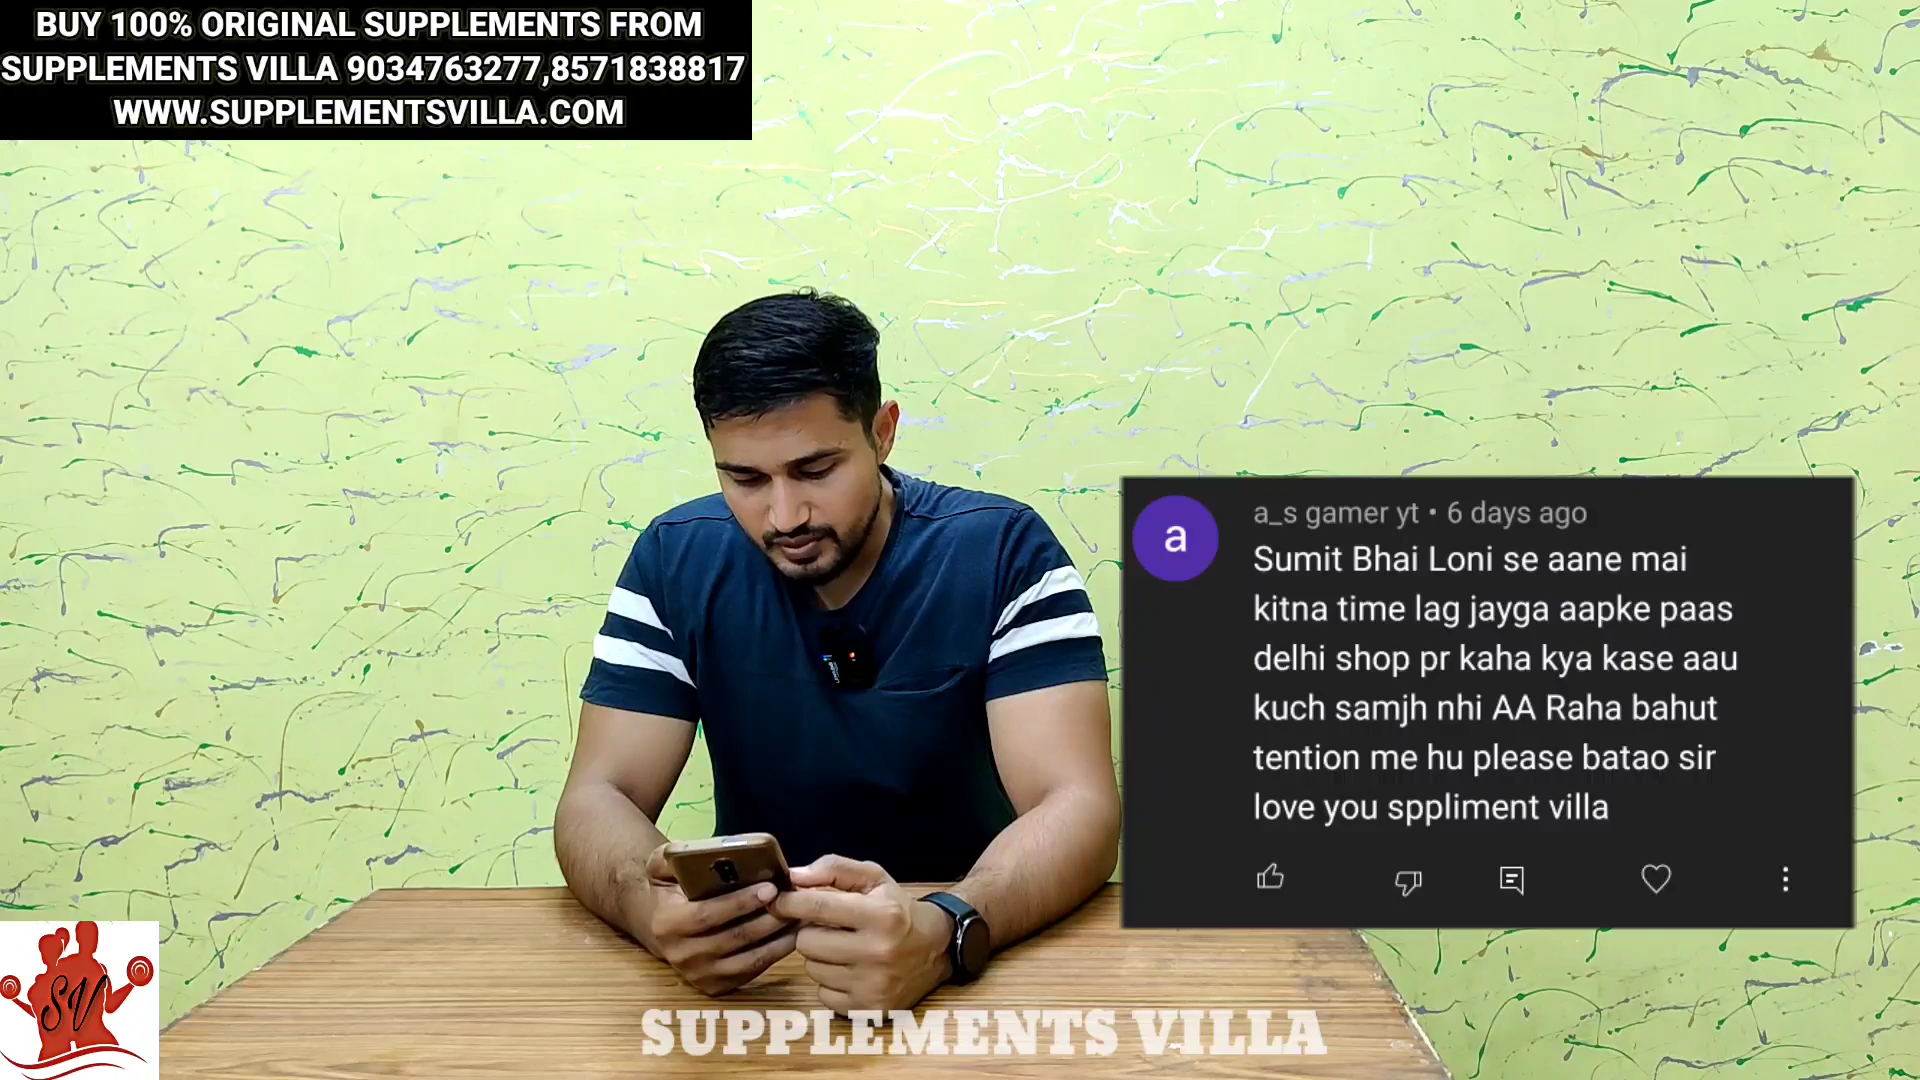 BUY 100% ORIGINAL SUPPLEMENTS FROM
SUPPLEMENTS VILLA 9034763277,8571838817
WWW.SUPPLEMENTSVILLA.COM
a
a_s gamer yt • 6 days ago
Sumit Bhai Loni se aane mai
kitna time lag jayga aapke paas
delhi shop pr kaha kya kase aau
kuch samjh nhi AA Raha bahut
tention me hu please batao sir
love you sppliment villa
SV
SUPPLEMENTS VILLA